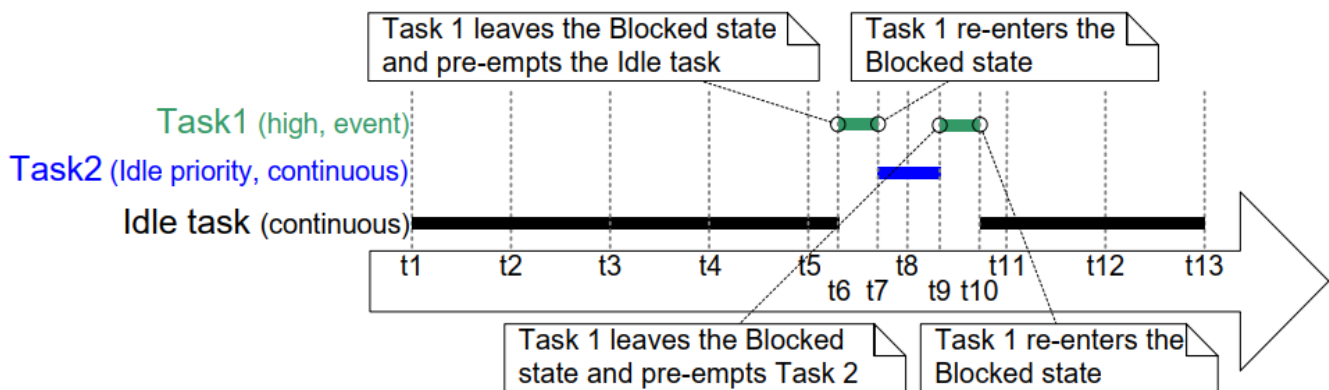 Task 1 leaves the Blocked state
and pre-empts the Idle task
Task 1 re-enters the
Blocked state
Task1 (high, event)
Task2 (Idle priority, continuous)
Idle task (continuous)
t1 t2 t3 t4 t5 t8 t11 t12 t13
t6 t7 t9 t10
Task 1 leaves the Blocked
state and pre-empts Task 2
Task 1 re-enters the
Blocked state